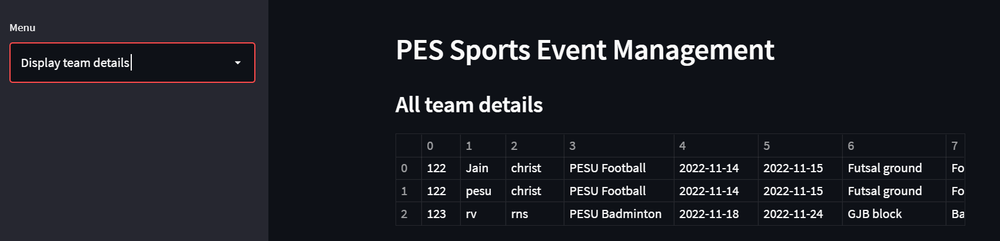 Menu
Display team details
PES Sports Event Management
All team details
0 1 2 3 4 5 6 7
0 122 Jain christ PESU Football 2022-11-14 2022-11-15 Futsal ground Fo
1 122 pesu christ PESU Football 2022-11-14 2022-11-15 Futsal ground Fo
2 123 rv rns PESU Badminton 2022-11-18 2022-11-24 GJB block Ba